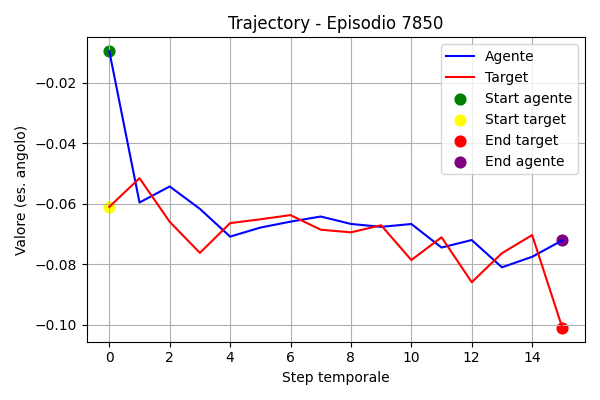 Trajectory - Episodio 7850
Agente
Target
Start agente
Start target
End target
End agente
Valore (es. angolo)
−0.02
−0.04
−0.06
−0.08
−0.10
0 2 4 6 8 10 12 14
Step temporale